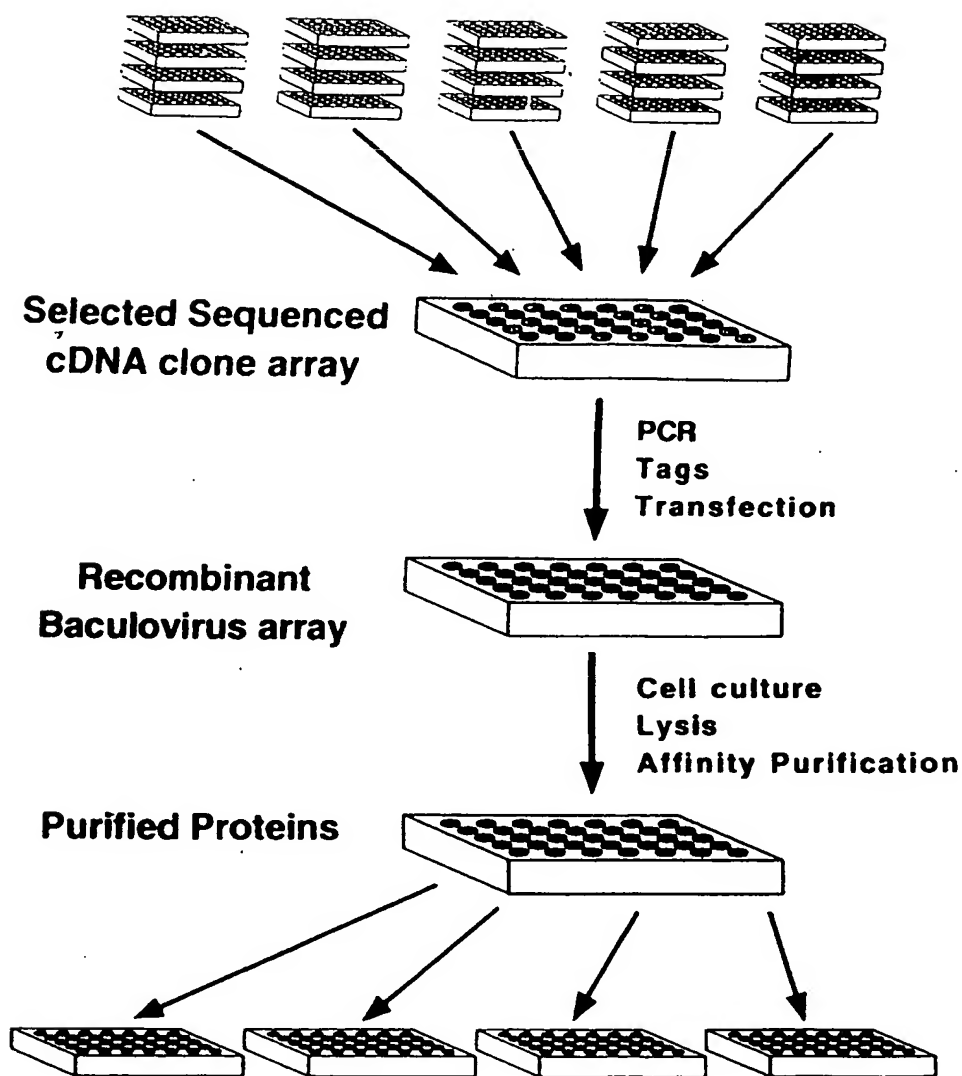 Selected Sequenced
cDNA clone array
PCR
Tags
Transfection
Recombinant
Baculovirus array
Cell culture
Lysis
Affinity Purification
Purified Proteins